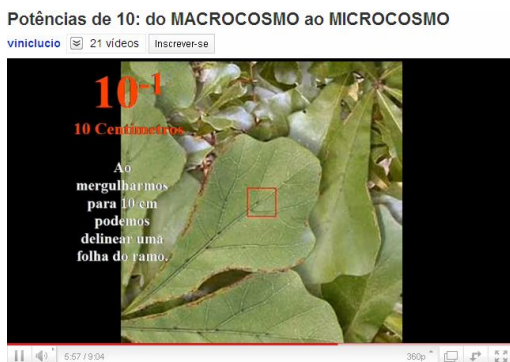 Potências de 10: do MACROCOSMO ao MICROCOSMO
viniclucio 21 vídeos Inscrever-se
10-1
10 Centímetros
Ao
mergulharmos
para 10 cm
podemos
delinear uma
folha do ramo.
5:57 / 9:04 360p